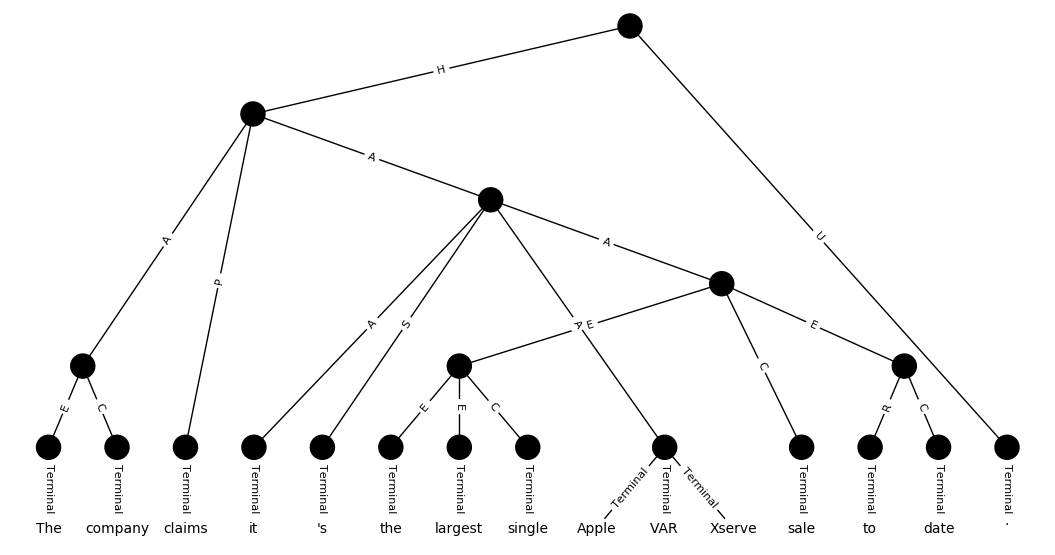 H
A
A
U
A
P
A
S
A
E
C
E
E
C
E
E
C
R
C
Terminal Terminal Terminal Terminal Terminal Terminal Terminal Terminal Terminal Terminal Terminal Terminal Terminal Terminal Terminal
The company claims it 's the largest single Apple VAR Xserve sale to date .